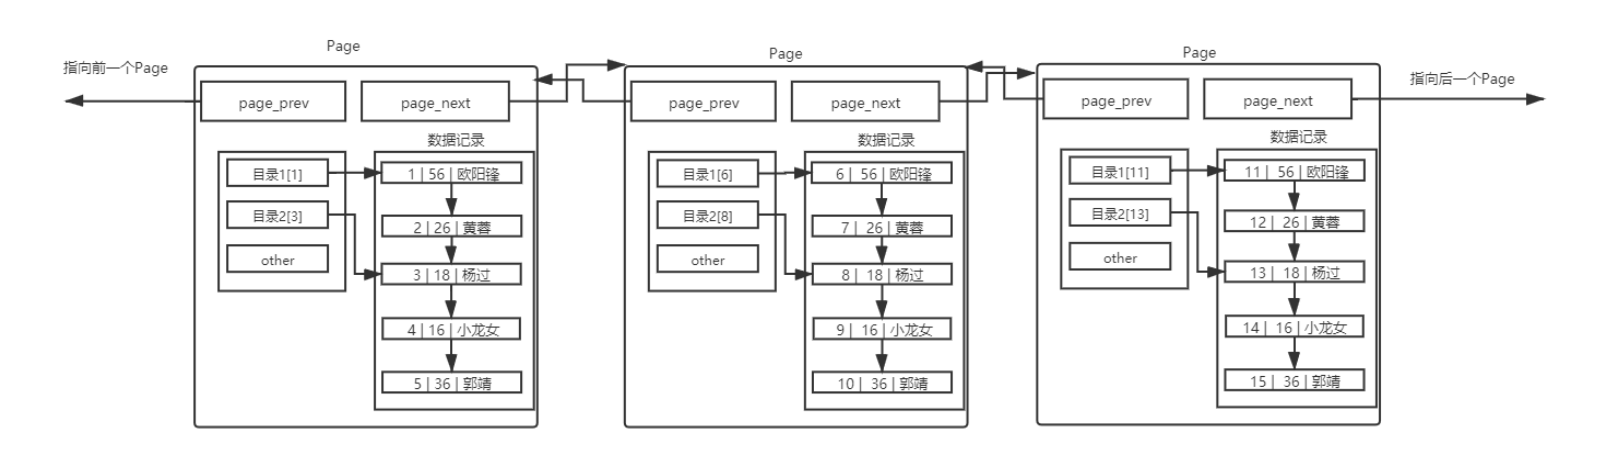 Page
指向前一个Page
page_prev
page_next
数据记录
目录1[1]
目录2[3]
other
1 | 56 | 欧阳锋
2 | 26 | 黄蓉
3 | 18 | 杨过
4 | 16 | 小龙女
5 | 36 | 郭靖
Page
page_prev
page_next
数据记录
目录1[6]
目录2[8]
other
6 | 56 | 欧阳锋
7 | 26 | 黄蓉
8 | 18 | 杨过
9 | 16 | 小龙女
10 | 36 | 郭靖
Page
指向后一个Page
page_prev
page_next
数据记录
目录1[11]
目录2[13]
other
11 | 56 | 欧阳锋
12 | 26 | 黄蓉
13 | 18 | 杨过
14 | 16 | 小龙女
15 | 36 | 郭靖